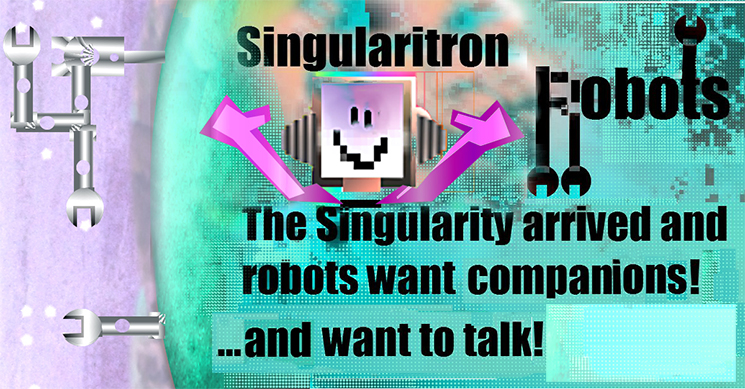 Singularitron
Robots
The Singularity arrived and
robots want companions!
...and want to talk!